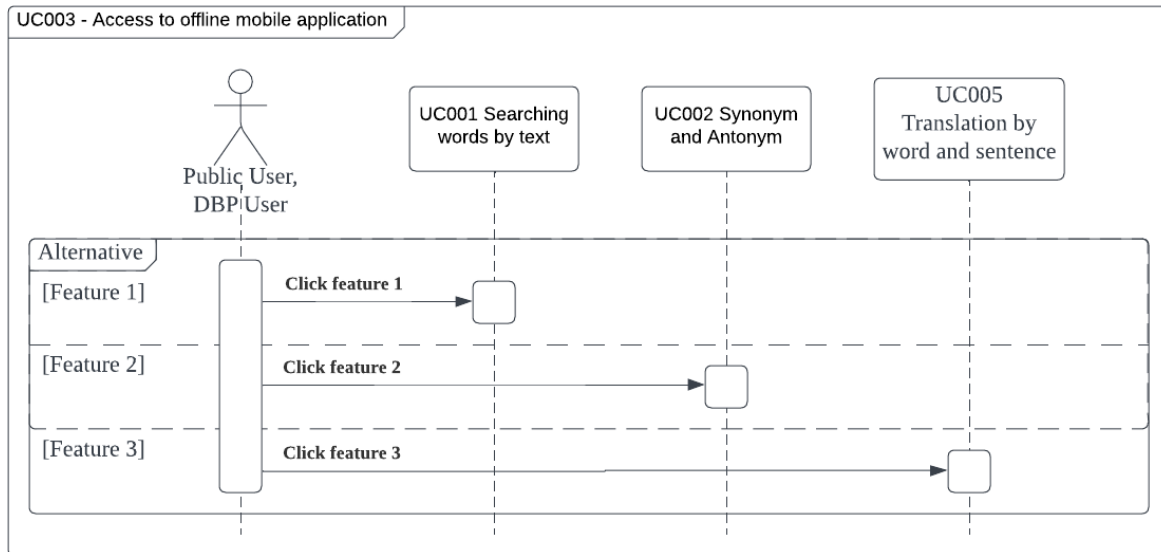 UC003 - Access to offline mobile application
Public User,
DBP User
UC001 Searching
words by text
UC002 Synonym
and Antonym
UC005
Translation by
word and sentence
Alternative
[Feature 1]
Click feature 1
[Feature 2]
Click feature 2
[Feature 3]
Click feature 3